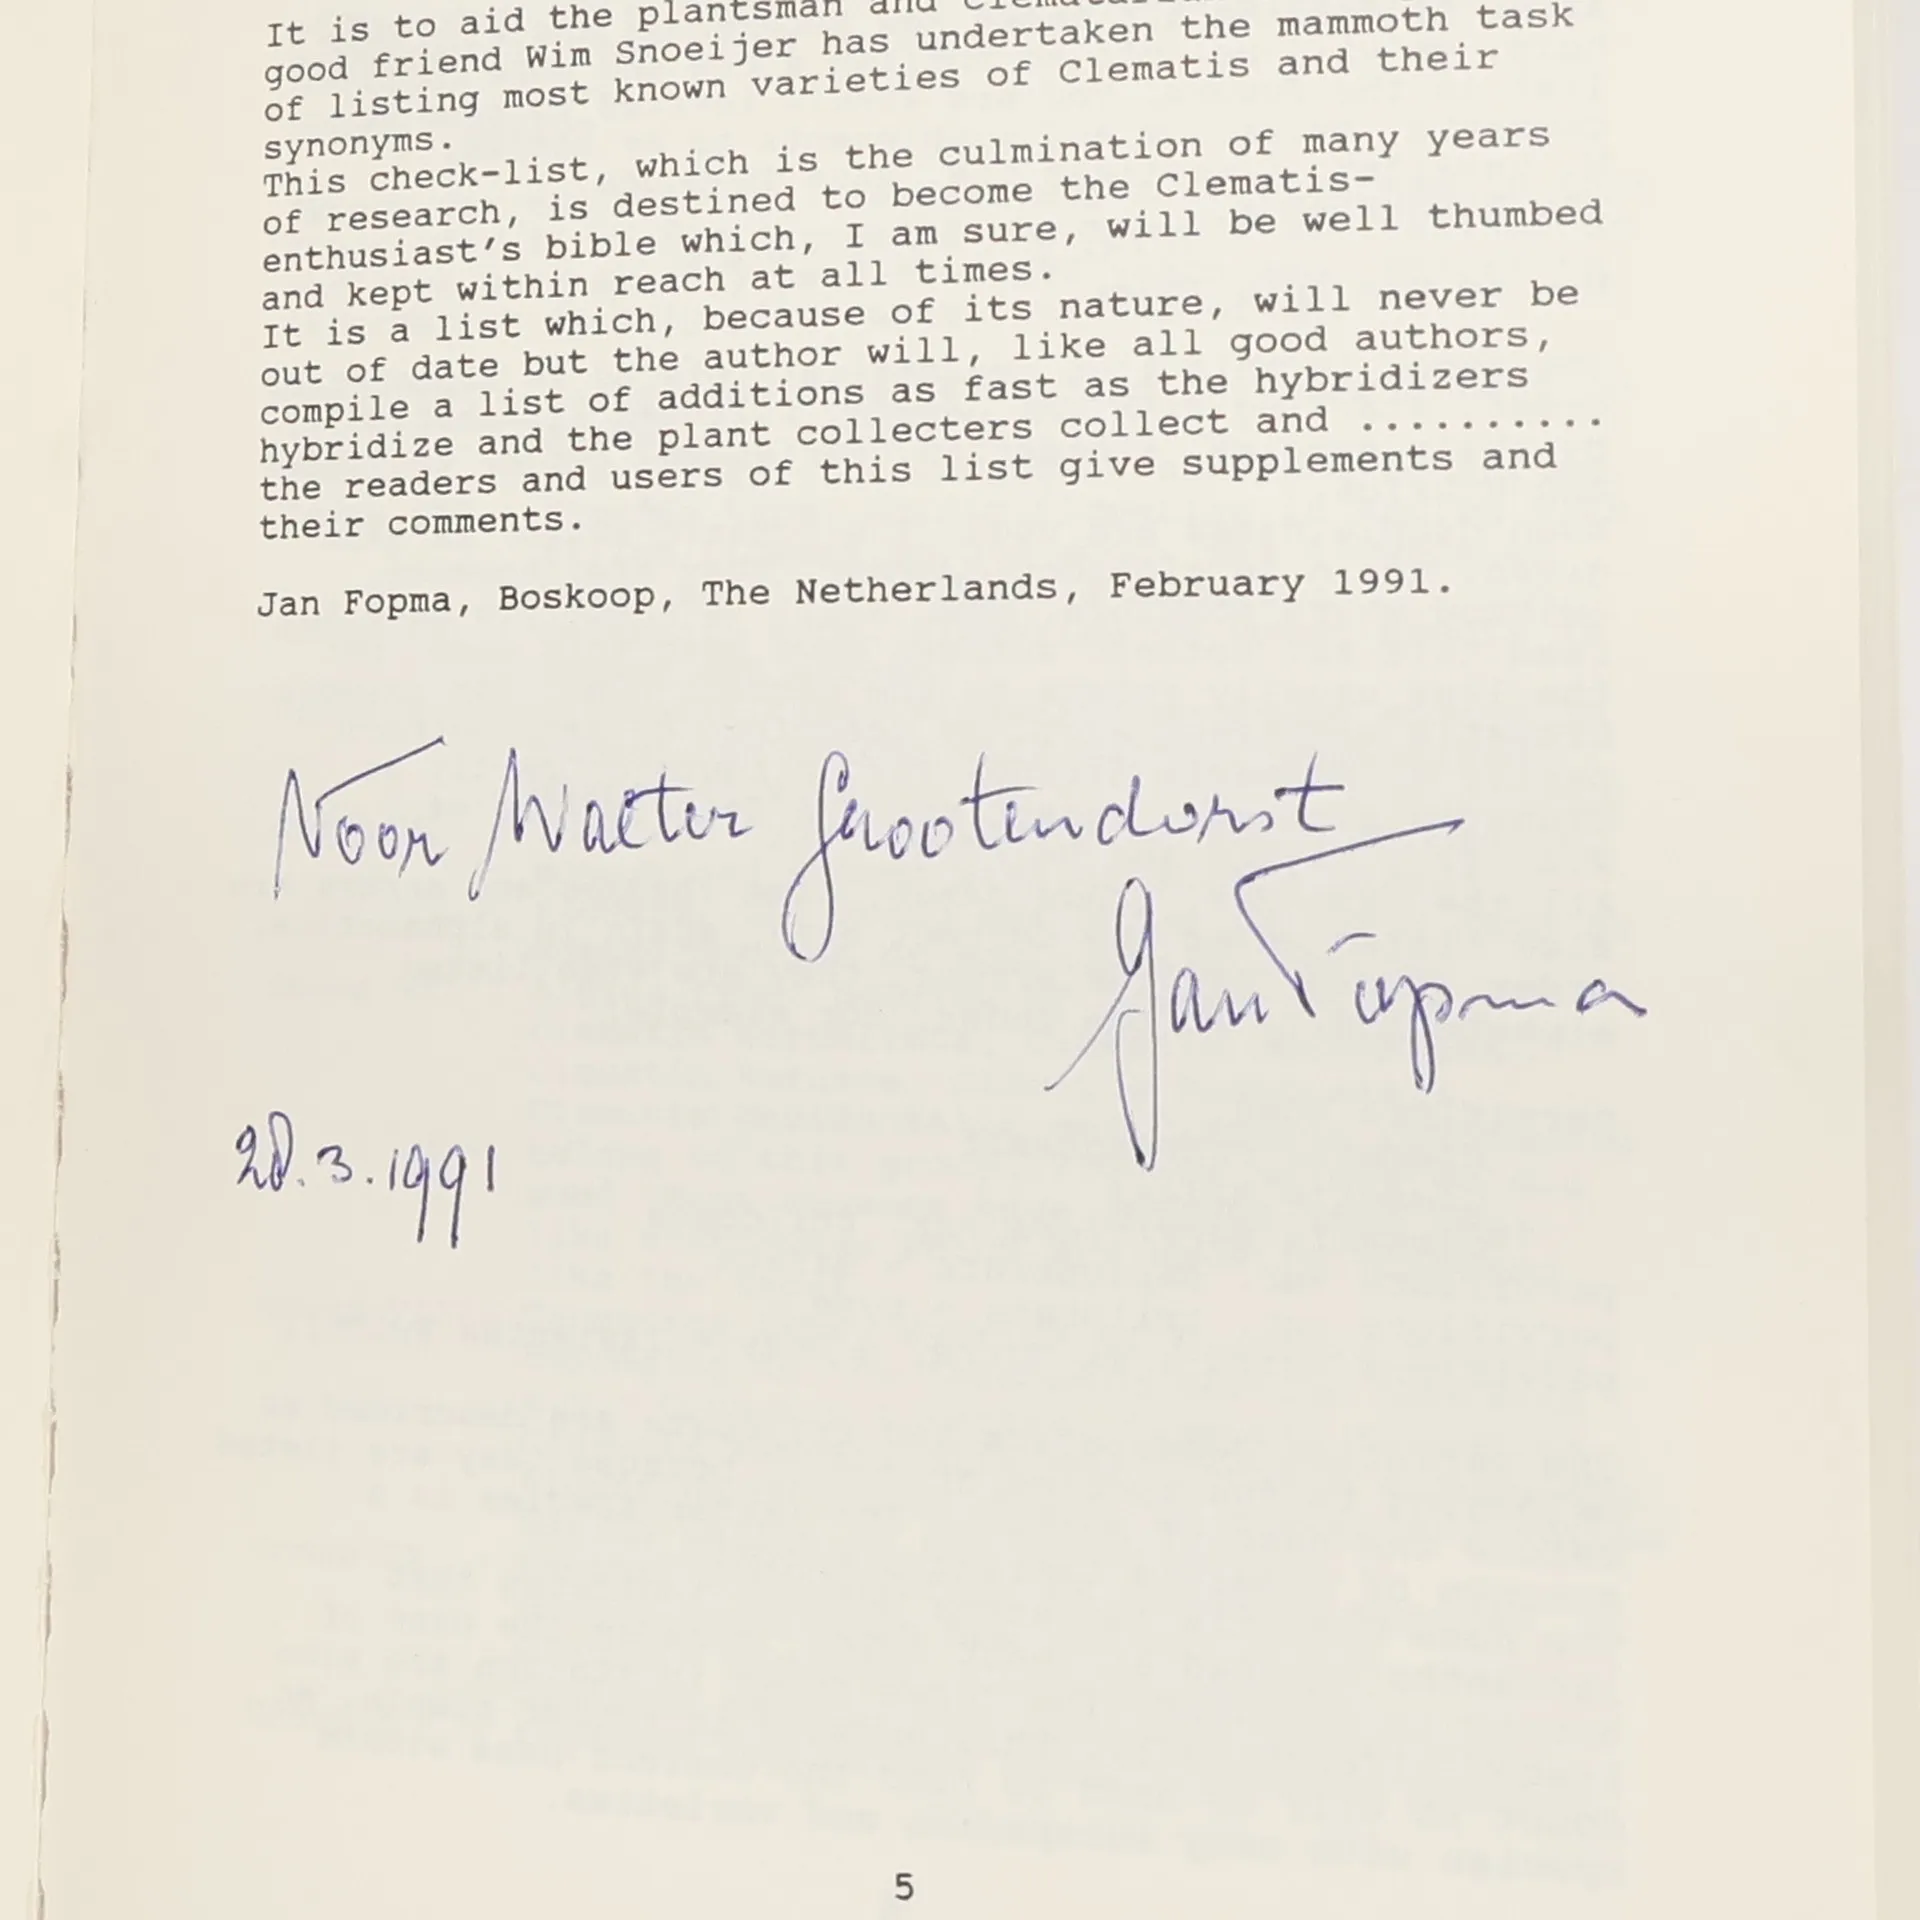 It is to aid the plantsman and
good friend Wim Snoeijer has undertaken the mammoth task
of listing most known varieties of Clematis and their
synonyms.
This check-list, which is the culmination of many years
of research, is destined to become the Clematis-
enthusiast's bible which, I am sure, will be well thumbed
and kept within reach at all times.
It is a list which, because of its nature, will never be
out of date but the author will, like all good authors,
compile a list of additions as fast as the hybridizers
hybridize and the plant collecters collect and ..........
the readers and users of this list give supplements and
their comments.
Jan Fopma, Boskoop, The Netherlands, February 1991.
Voor Walter Grootendorst
Jan Fopma
28.3.1991
5